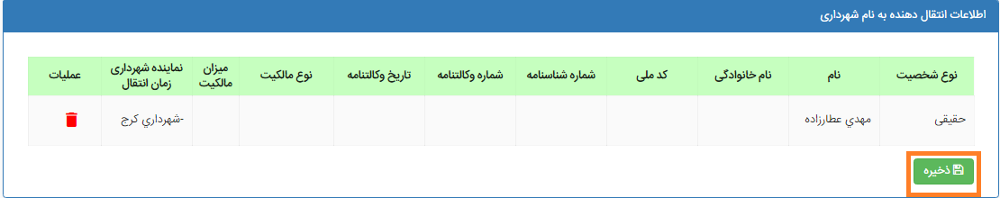 اطلاعات انتقال دهنده به نام شهرداری
نوع شخصیت نام نام خانوادگی کد ملی شماره شناسنامه شماره وکالتنامه تاریخ وکالتنامه نوع مالکیت میزان مالکیت نماینده شهرداری زمان انتقال عملیات
حقیقی مهدي عطارزاده -شهرداري کرج
ذخیره